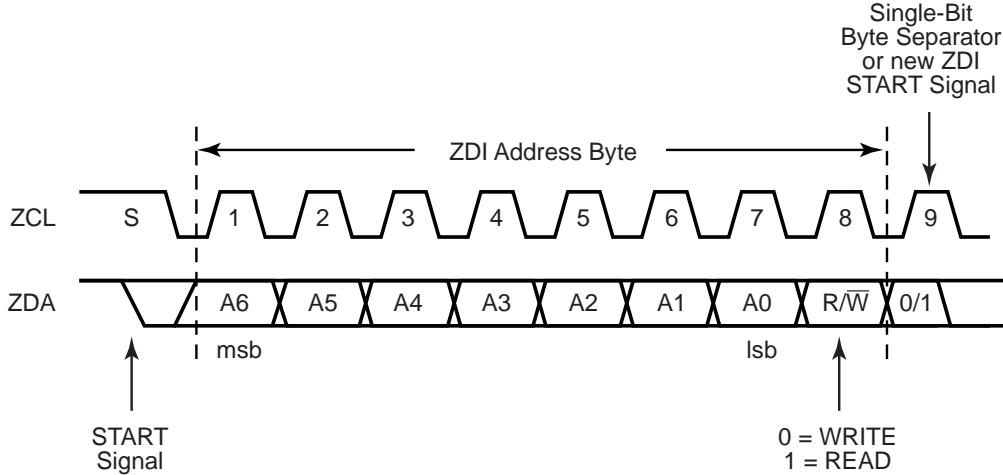 Single-Bit
Byte Separator
or new ZDI
START Signal
ZDI Address Byte
ZCL S 1 2 3 4 5 6 7 8 9
ZDA A6 A5 A4 A3 A2 A1 A0 R/W̅ 0/1
msb lsb
START
Signal
0 = WRITE
1 = READ